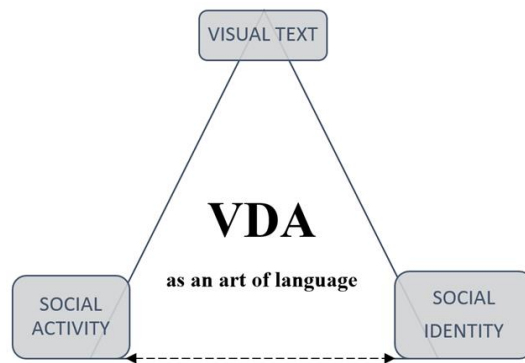 VISUAL TEXT
VDA
as an art of language
SOCIAL
ACTIVITY
SOCIAL
IDENTITY